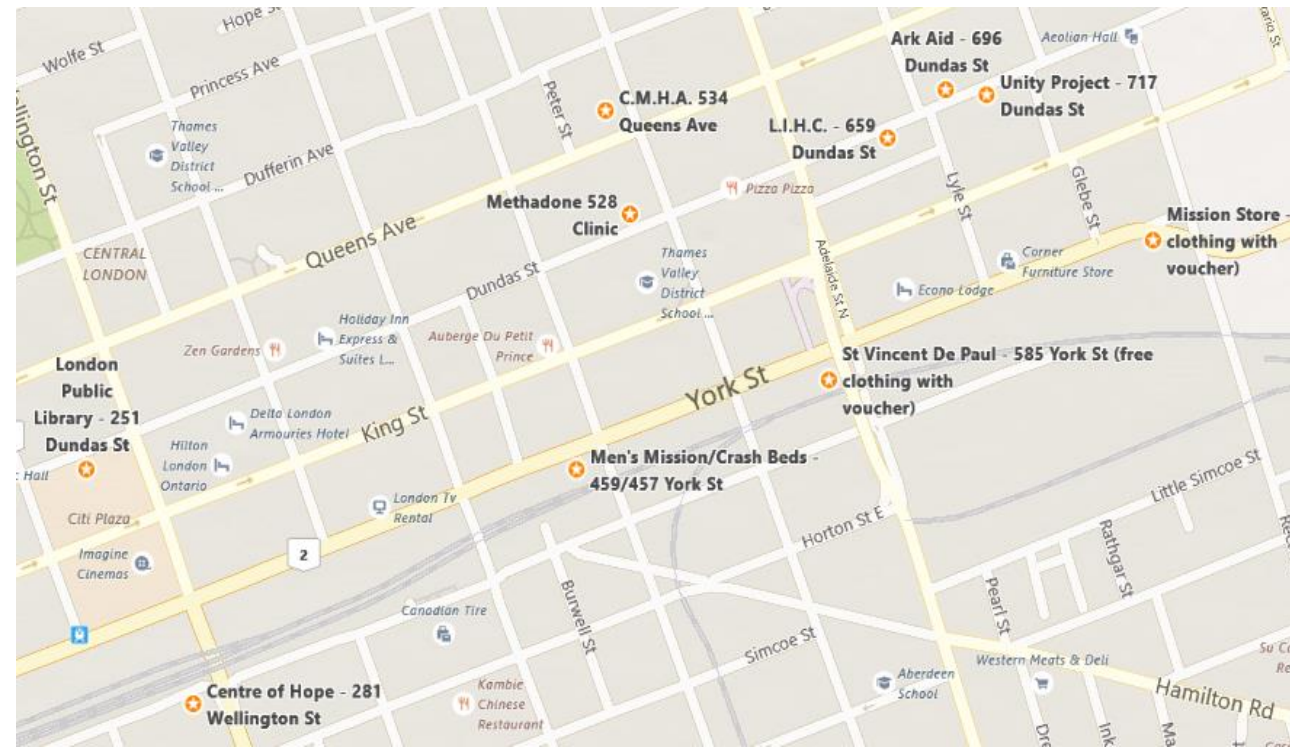 Hope St
Wolfe St
Princess Ave
Thames
Valley
District
School ...
Dufferin Ave
Peter St
C.M.H.A. 534
Queens Ave
Ark Aid - 696
Dundas St
Aeolian Hall
Unity Project - 717
Dundas St
L.I.H.C. - 659
Dundas St
Pizza Pizza
Lyle St
Glebe St
Mission Store -
clothing with
voucher)
Methadone 528
Clinic
Queens Ave
CENTRAL
LONDON
Dundas St
Thames
Valley
District
School ...
Adelaide St N
Corner
Furniture Store
Econo Lodge
Holiday Inn
Express &
Suites L...
Zen Gardens
Auberge Du Petit
Prince
London
Public
Library - 251
Dundas St
St Vincent De Paul - 585 York St (free
clothing with
voucher)
York St
King St
Delta London
Armouries Hotel
Hilton
London
Ontario
: Hall
Men's Mission/Crash Beds -
459/457 York St
London Tv
Rental
Citi Plaza
Imagine
Cinemas
2
Little Simcoe St
Horton St E
Rathgar St
Canadian Tire
Burwell St
Pearl St
Simcoe St
Western Meats & Deli
Aberdeen
School
Hamilton Rd
Centre of Hope - 281
Wellington St
Kambie
Chinese
Restaurant